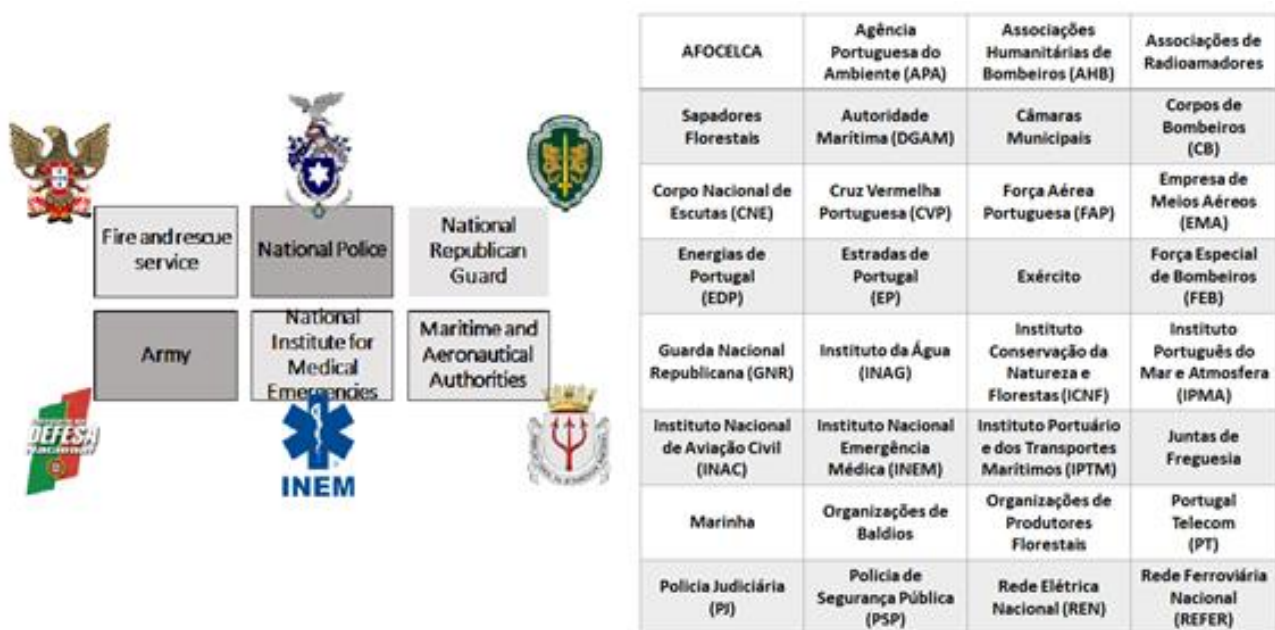 Fire and rescue
service
National Police
National
Republican
Guard
Army
National
Institute for
Medical
Emergencies
Maritime and
Aeronautical
Authorities
DEFESA
Nacional
INEM
AFOCELCA
Agência
Portuguesa do
Ambiente (APA)
Associações
Humanitárias de
Bombeiros (AHB)
Associações de
Radioamadores
Sapadores
Florestais
Autoridade
Marítima (DGAM)
Câmaras
Municipais
Corpos de
Bombeiros
(CB)
Corpo Nacional de
Escutas (CNE)
Cruz Vermelha
Portuguesa (CVP)
Força Aérea
Portuguesa (FAP)
Empresa de
Meios Aéreos
(EMA)
Energias de
Portugal
(EDP)
Estradas de
Portugal
(EP)
Exército
Força Especial
de Bombeiros
(FEB)
Guarda Nacional
Republicana (GNR)
Instituto da Água
(INAG)
Instituto
Conservação da
Natureza e
Florestas (ICNF)
Instituto
Português do
Mar e Atmosfera
(IPMA)
Instituto Nacional
de Aviação Civil
(INAC)
Instituto Nacional
Emergência
Médica (INEM)
Instituto Portuário
e dos Transportes
Marítimos (IPTM)
Juntas de
Freguesia
Marinha
Organizações de
Baldios
Organizações de
Produtores
Florestais
Portugal
Telecom
(PT)
Policia Judiciária
(PJ)
Policia de
Segurança Pública
(PSP)
Rede Elétrica
Nacional (REN)
Rede Ferroviária
Nacional
(REFER)